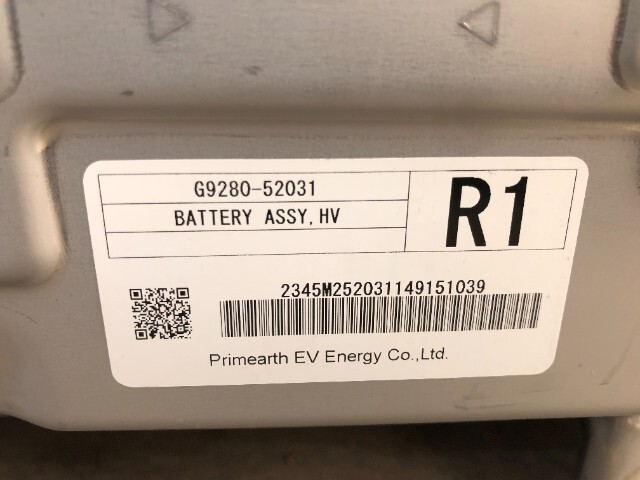 G9280-52031
BATTERY ASSY,HV
R1
2345M252031149151039
Primearth EV Energy Co.,Ltd.